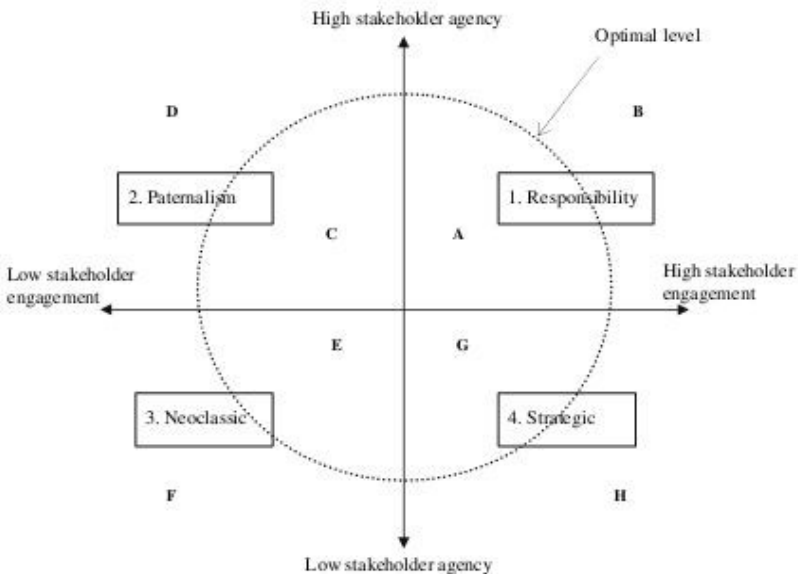 High stakeholder agency
Optimal level
D
B
2. Paternalism
1. Responsibility
C
A
Low stakeholder
engagement
High stakeholder
engagement
E
G
3. Neoclassic
4. Strategic
F
H
Low stakeholder agency